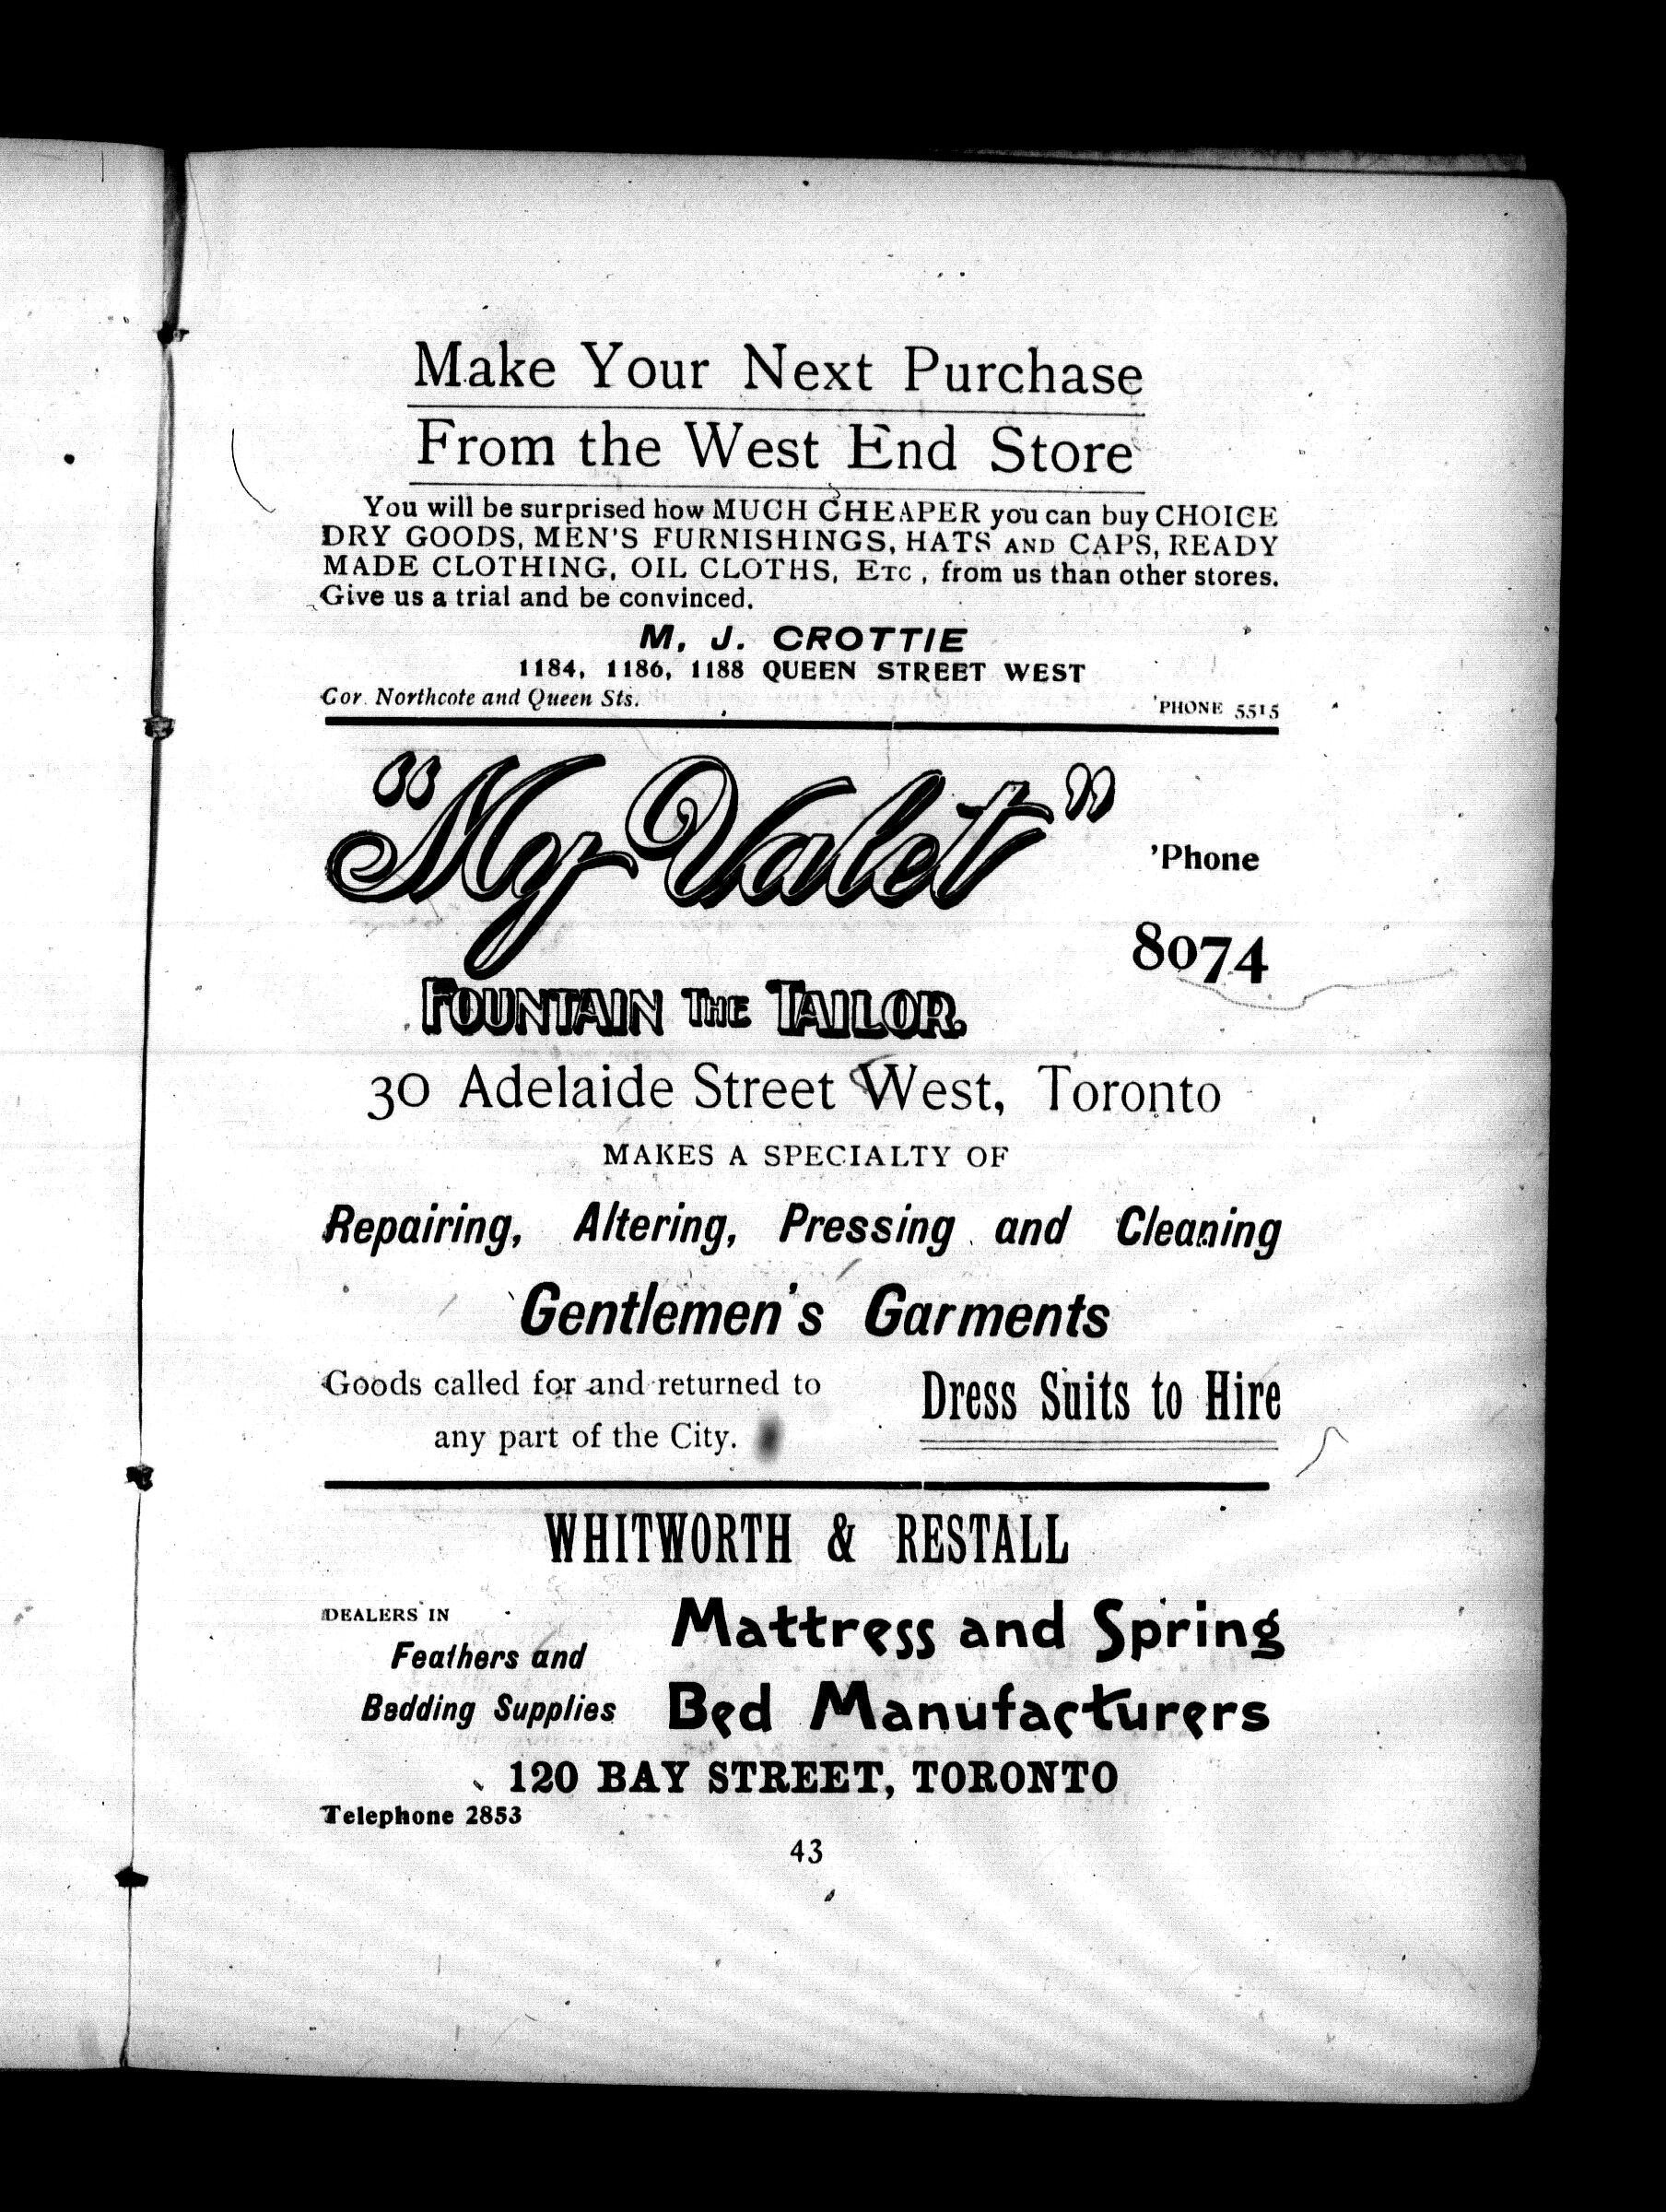 Make Your Next Purchase
From the West End Store
You will be surprised how MUCH CHEAPER you can buy CHOICE
DRY GOODS, MEN'S FURNISHINGS, HATS AND CAPS, READY
MADE CLOTHING, OIL CLOTHS, ETC, from us than other stores.
Give us a trial and be convinced.
M, J. CROTTIE
1184, 1186, 1188 QUEEN STREET WEST
Cor. Northcote and Queen Sts.
'PHONE 5515
"My Valet"
'Phone
8074
FOUNTAIN THE TAILOR.
30 Adelaide Street West, Toronto
MAKES A SPECIALTY OF
Repairing, Altering, Pressing and Cleaning
Gentlemen's Garments
Goods called for and returned to
any part of the City.
Dress Suits to Hire
WHITWORTH & RESTALL
DEALERS IN
Feathers and
Bedding Supplies
Mattress and Spring
Bed Manufacturers
120 BAY STREET, TORONTO
Telephone 2853
43